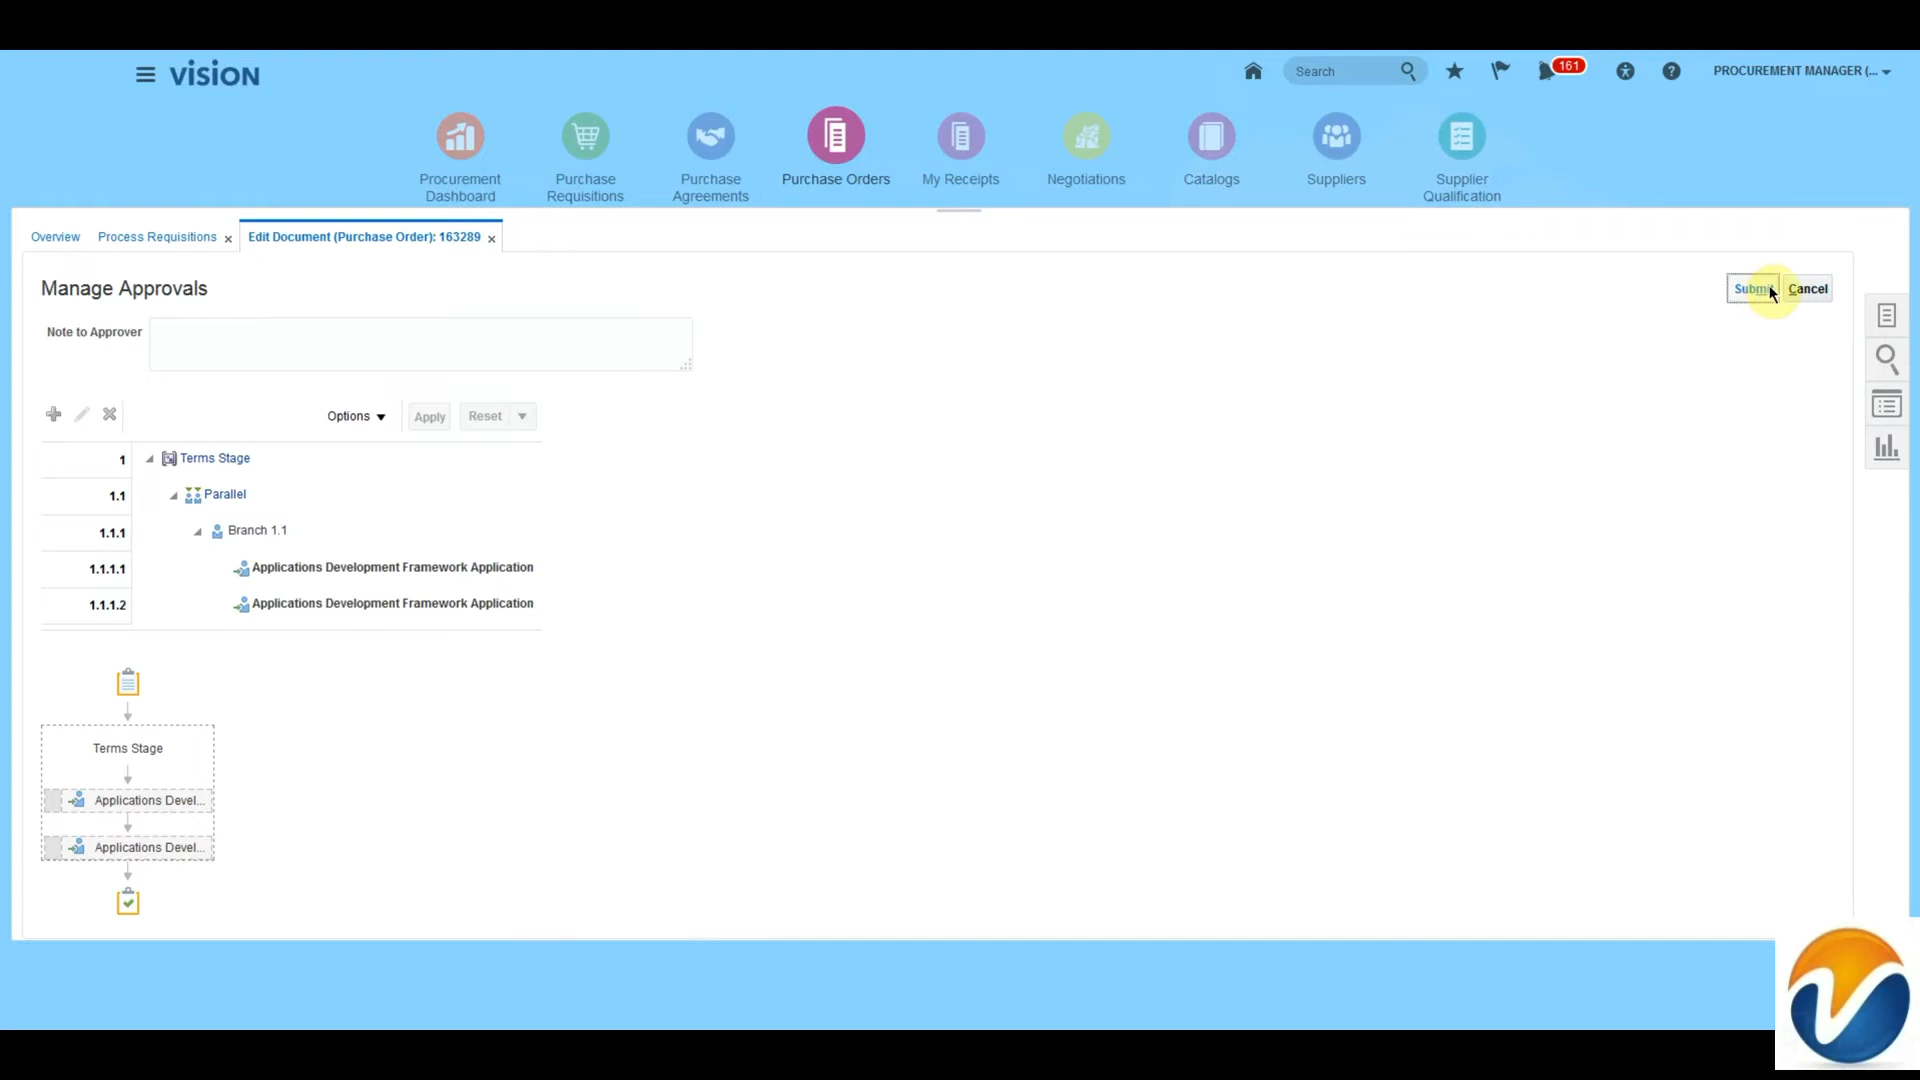 VISION
Search
161
PROCUREMENT MANAGER (...
Procurement
Dashboard
Purchase
Requisitions
Purchase
Agreements
Purchase Orders
My Receipts
Negotiations
Catalogs
Suppliers
Supplier
Qualification
Overview
Process Requisitions
Edit Document (Purchase Order): 163289
Manage Approvals
Submit
Cancel
Note to Approver
Options
Apply
Reset
1 Terms Stage
1.1 Parallel
1.1.1 Branch 1.1
1.1.1.1 Applications Development Framework Application
1.1.1.2 Applications Development Framework Application
Terms Stage
Applications Devel...
Applications Devel...